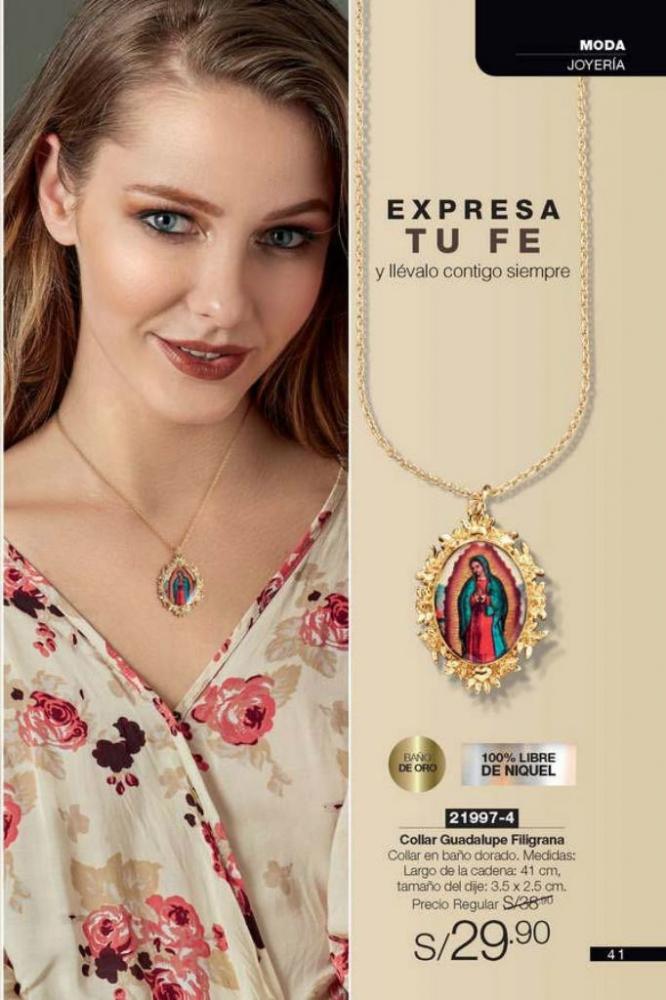 MODA
JOYERÍA
EXPRESA
TU FE
y llévalo contigo siempre
BAÑO
DE ORO
100% LIBRE
DE NIQUEL
21997-4
Collar Guadalupe Filigrana
Collar en baño dorado. Medidas:
Largo de la cadena: 41 cm,
tamaño del dije: 3.5 x 2.5 cm.
Precio Regular S/38.90
S/29.90
41